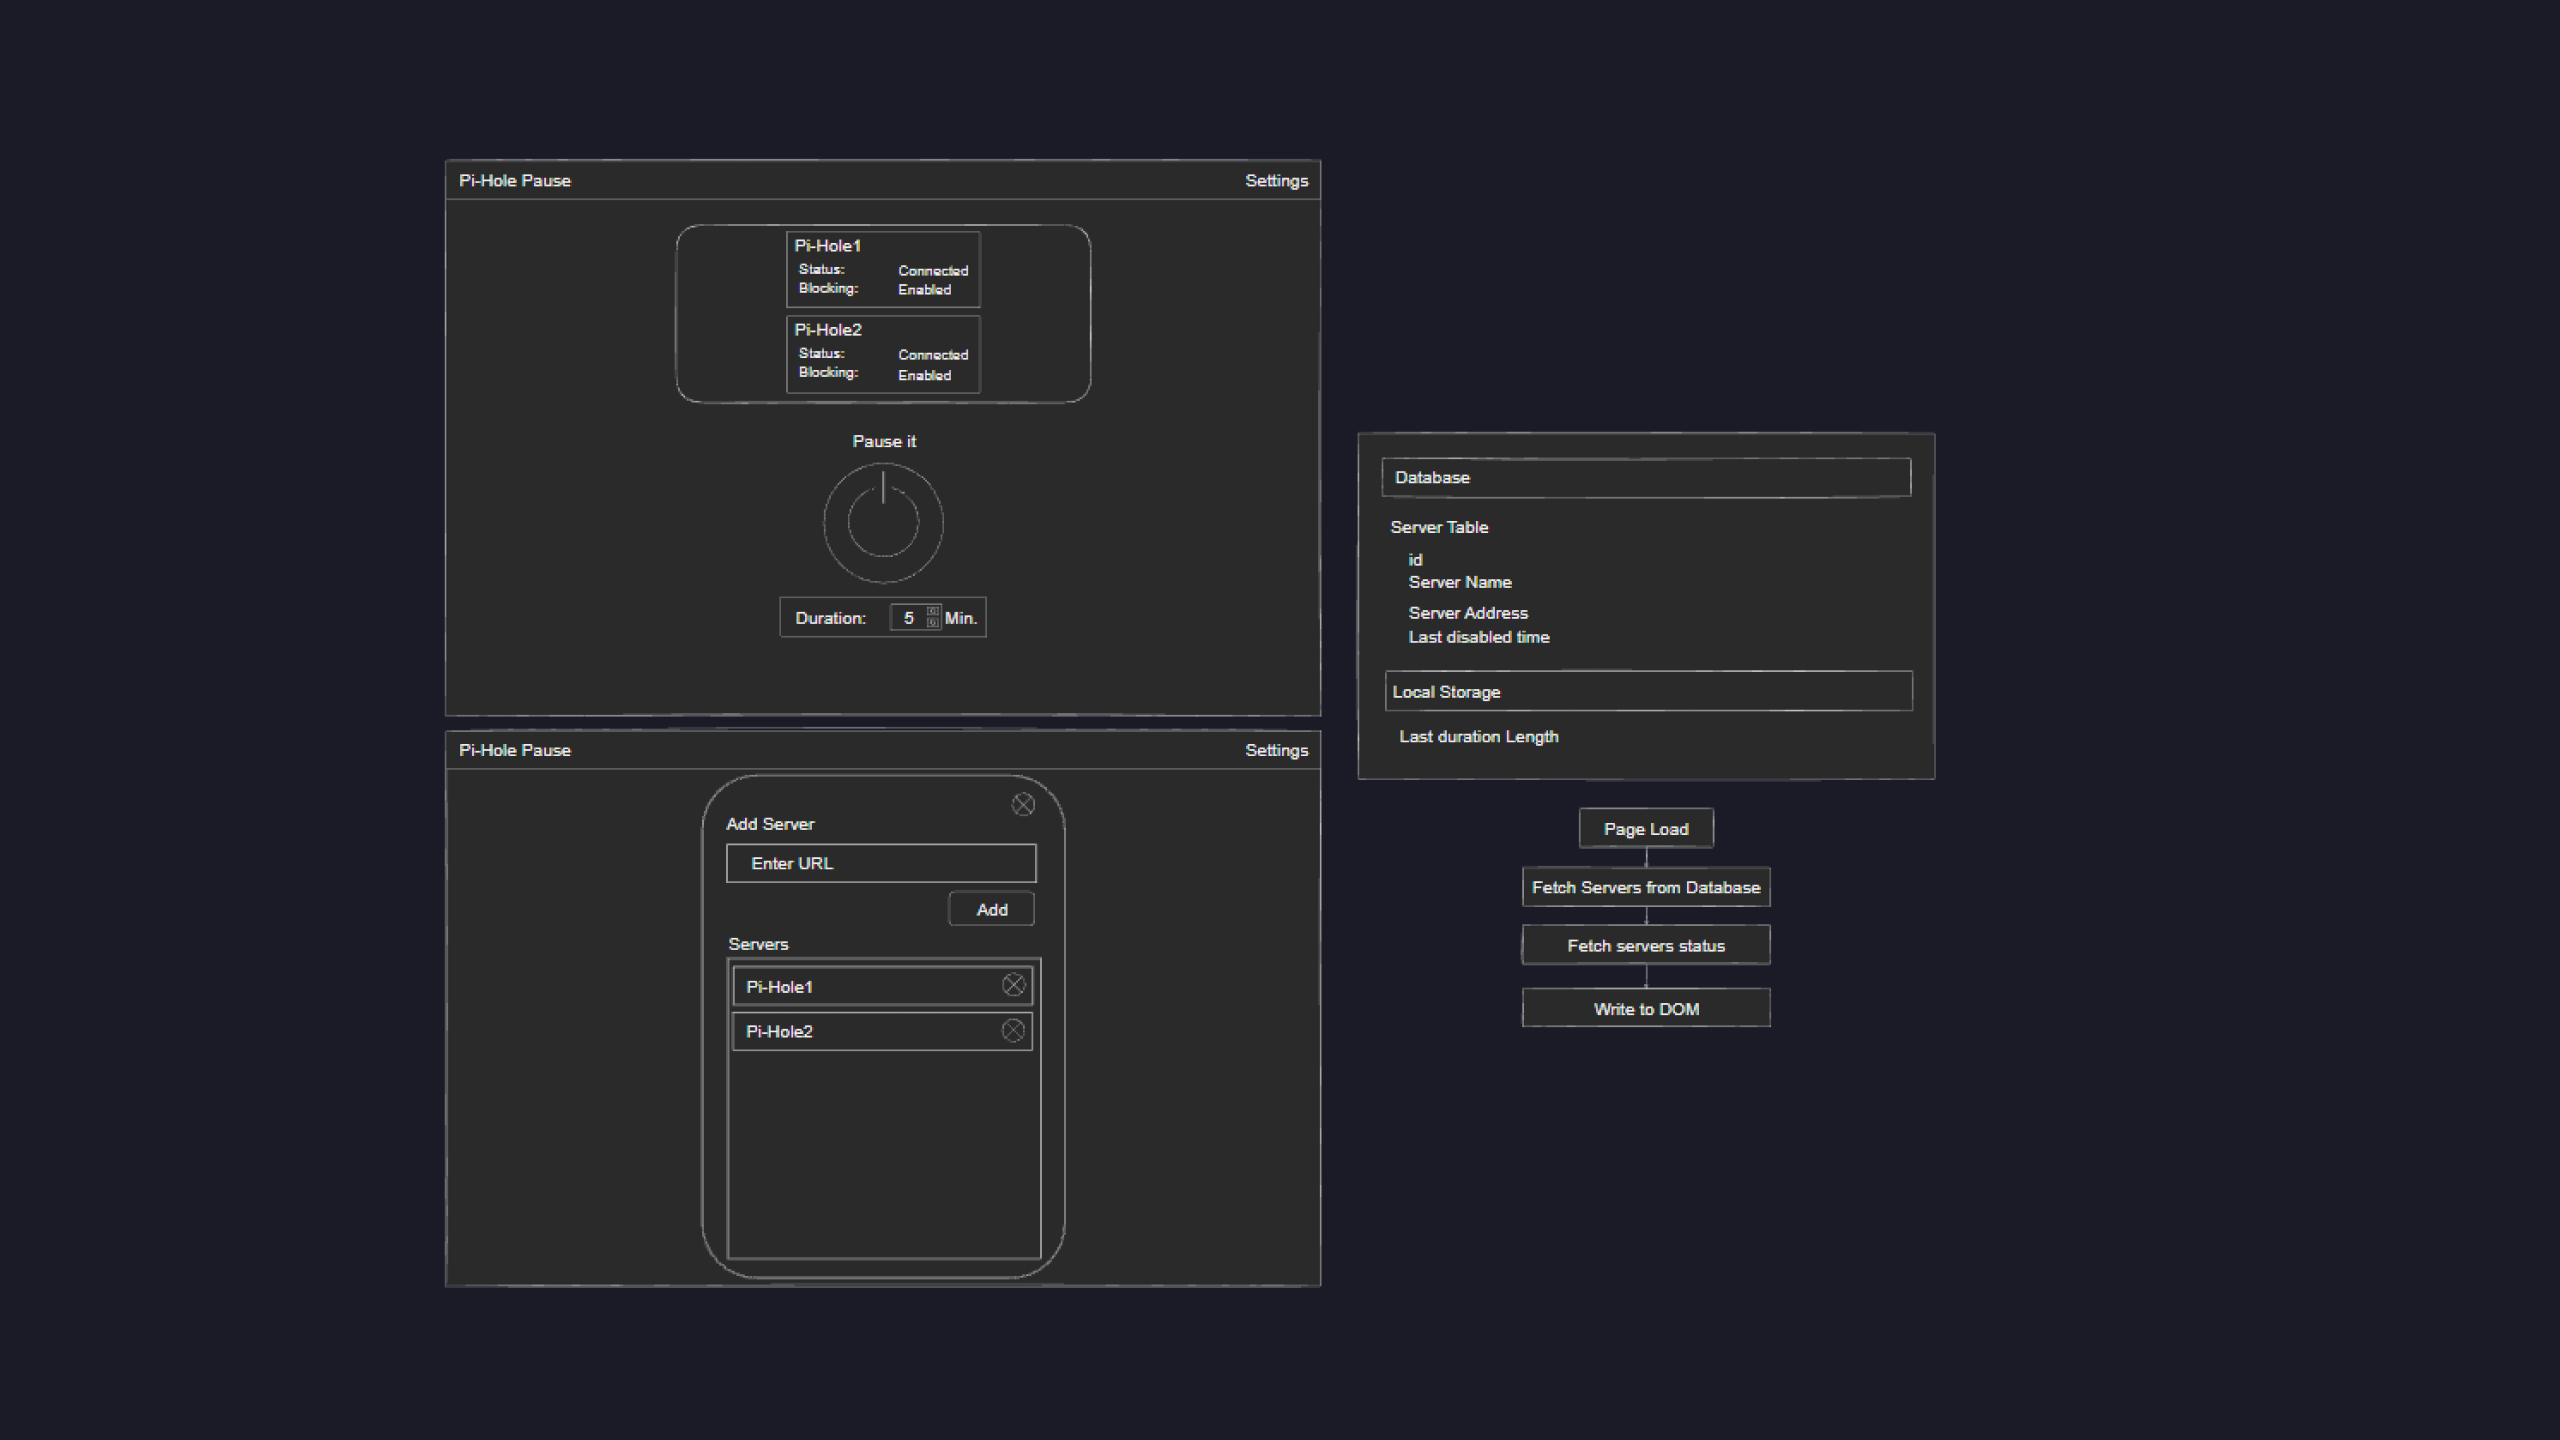 Pi-Hole Pause Settings
Pi-Hole1
Status: Connected
Blocking: Enabled
Pi-Hole2
Status: Connected
Blocking: Enabled
Pause it
Duration: 5 Min.
Pi-Hole Pause Settings
Add Server
Enter URL
Add
Servers
Pi-Hole1
Pi-Hole2
Database
Server Table
id
Server Name
Server Address
Last disabled time
Local Storage
Last duration Length
Page Load
Fetch Servers from Database
Fetch servers status
Write to DOM